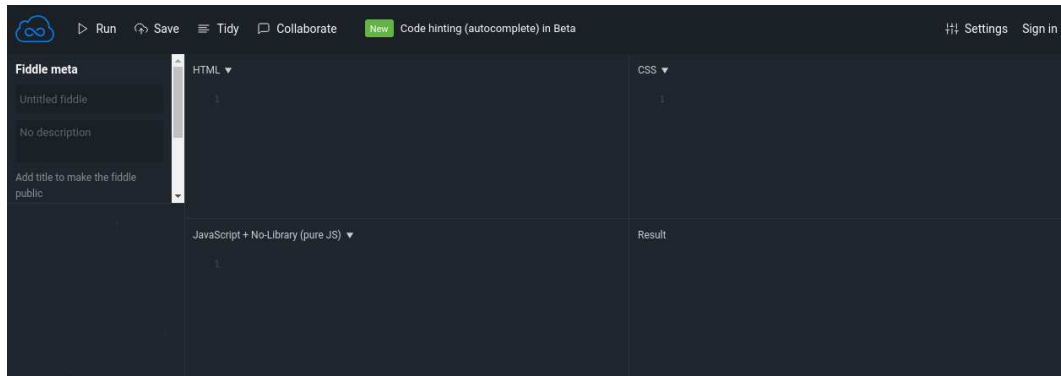 Run Save Tidy Collaborate New Code hinting (autocomplete) in Beta Settings Sign in
Fiddle meta
Untitled fiddle
No description
Add title to make the fiddle
public
HTML ▼
1
CSS ▼
1
JavaScript + No-Library (pure JS) ▼
1
Result